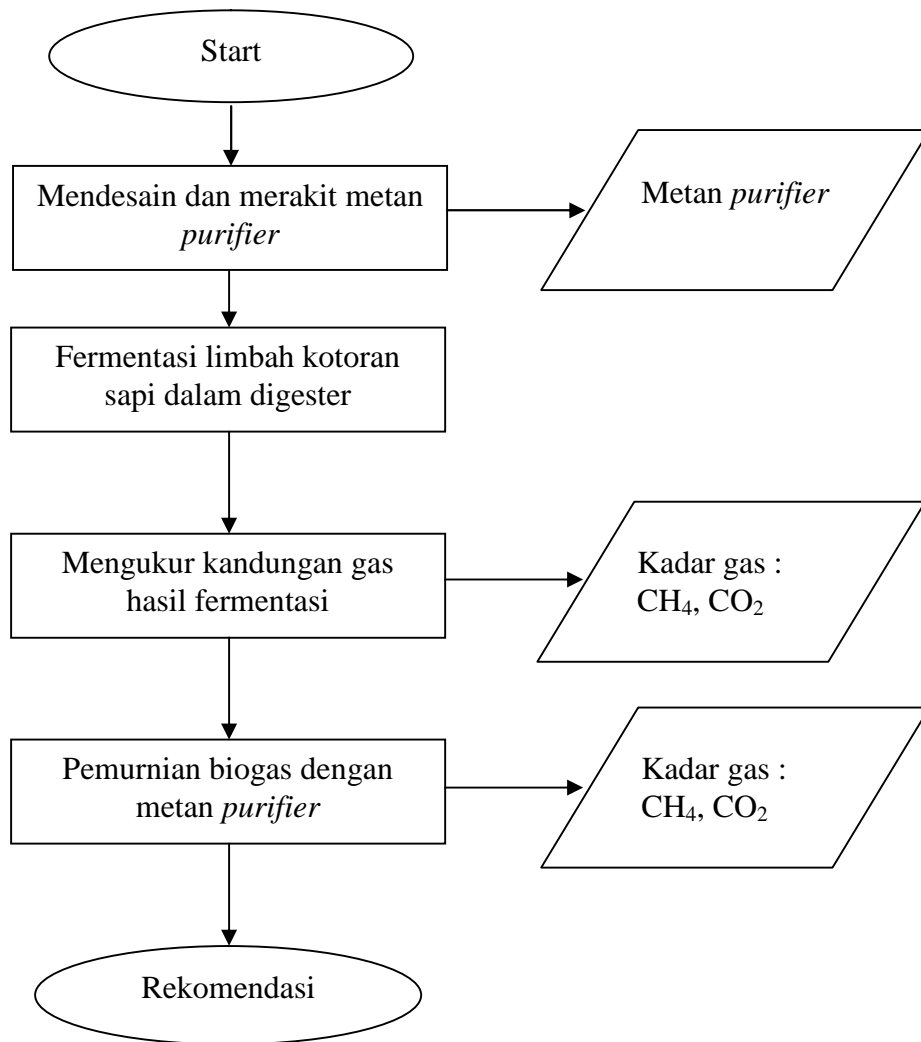 Start
Mendesain dan merakit metan
purifier
Metan purifier
Fermentasi limbah kotoran
sapi dalam digester
Mengukur kandungan gas
hasil fermentasi
Kadar gas :
CH₄, CO₂
Pemurnian biogas dengan
metan purifier
Kadar gas :
CH₄, CO₂
Rekomendasi